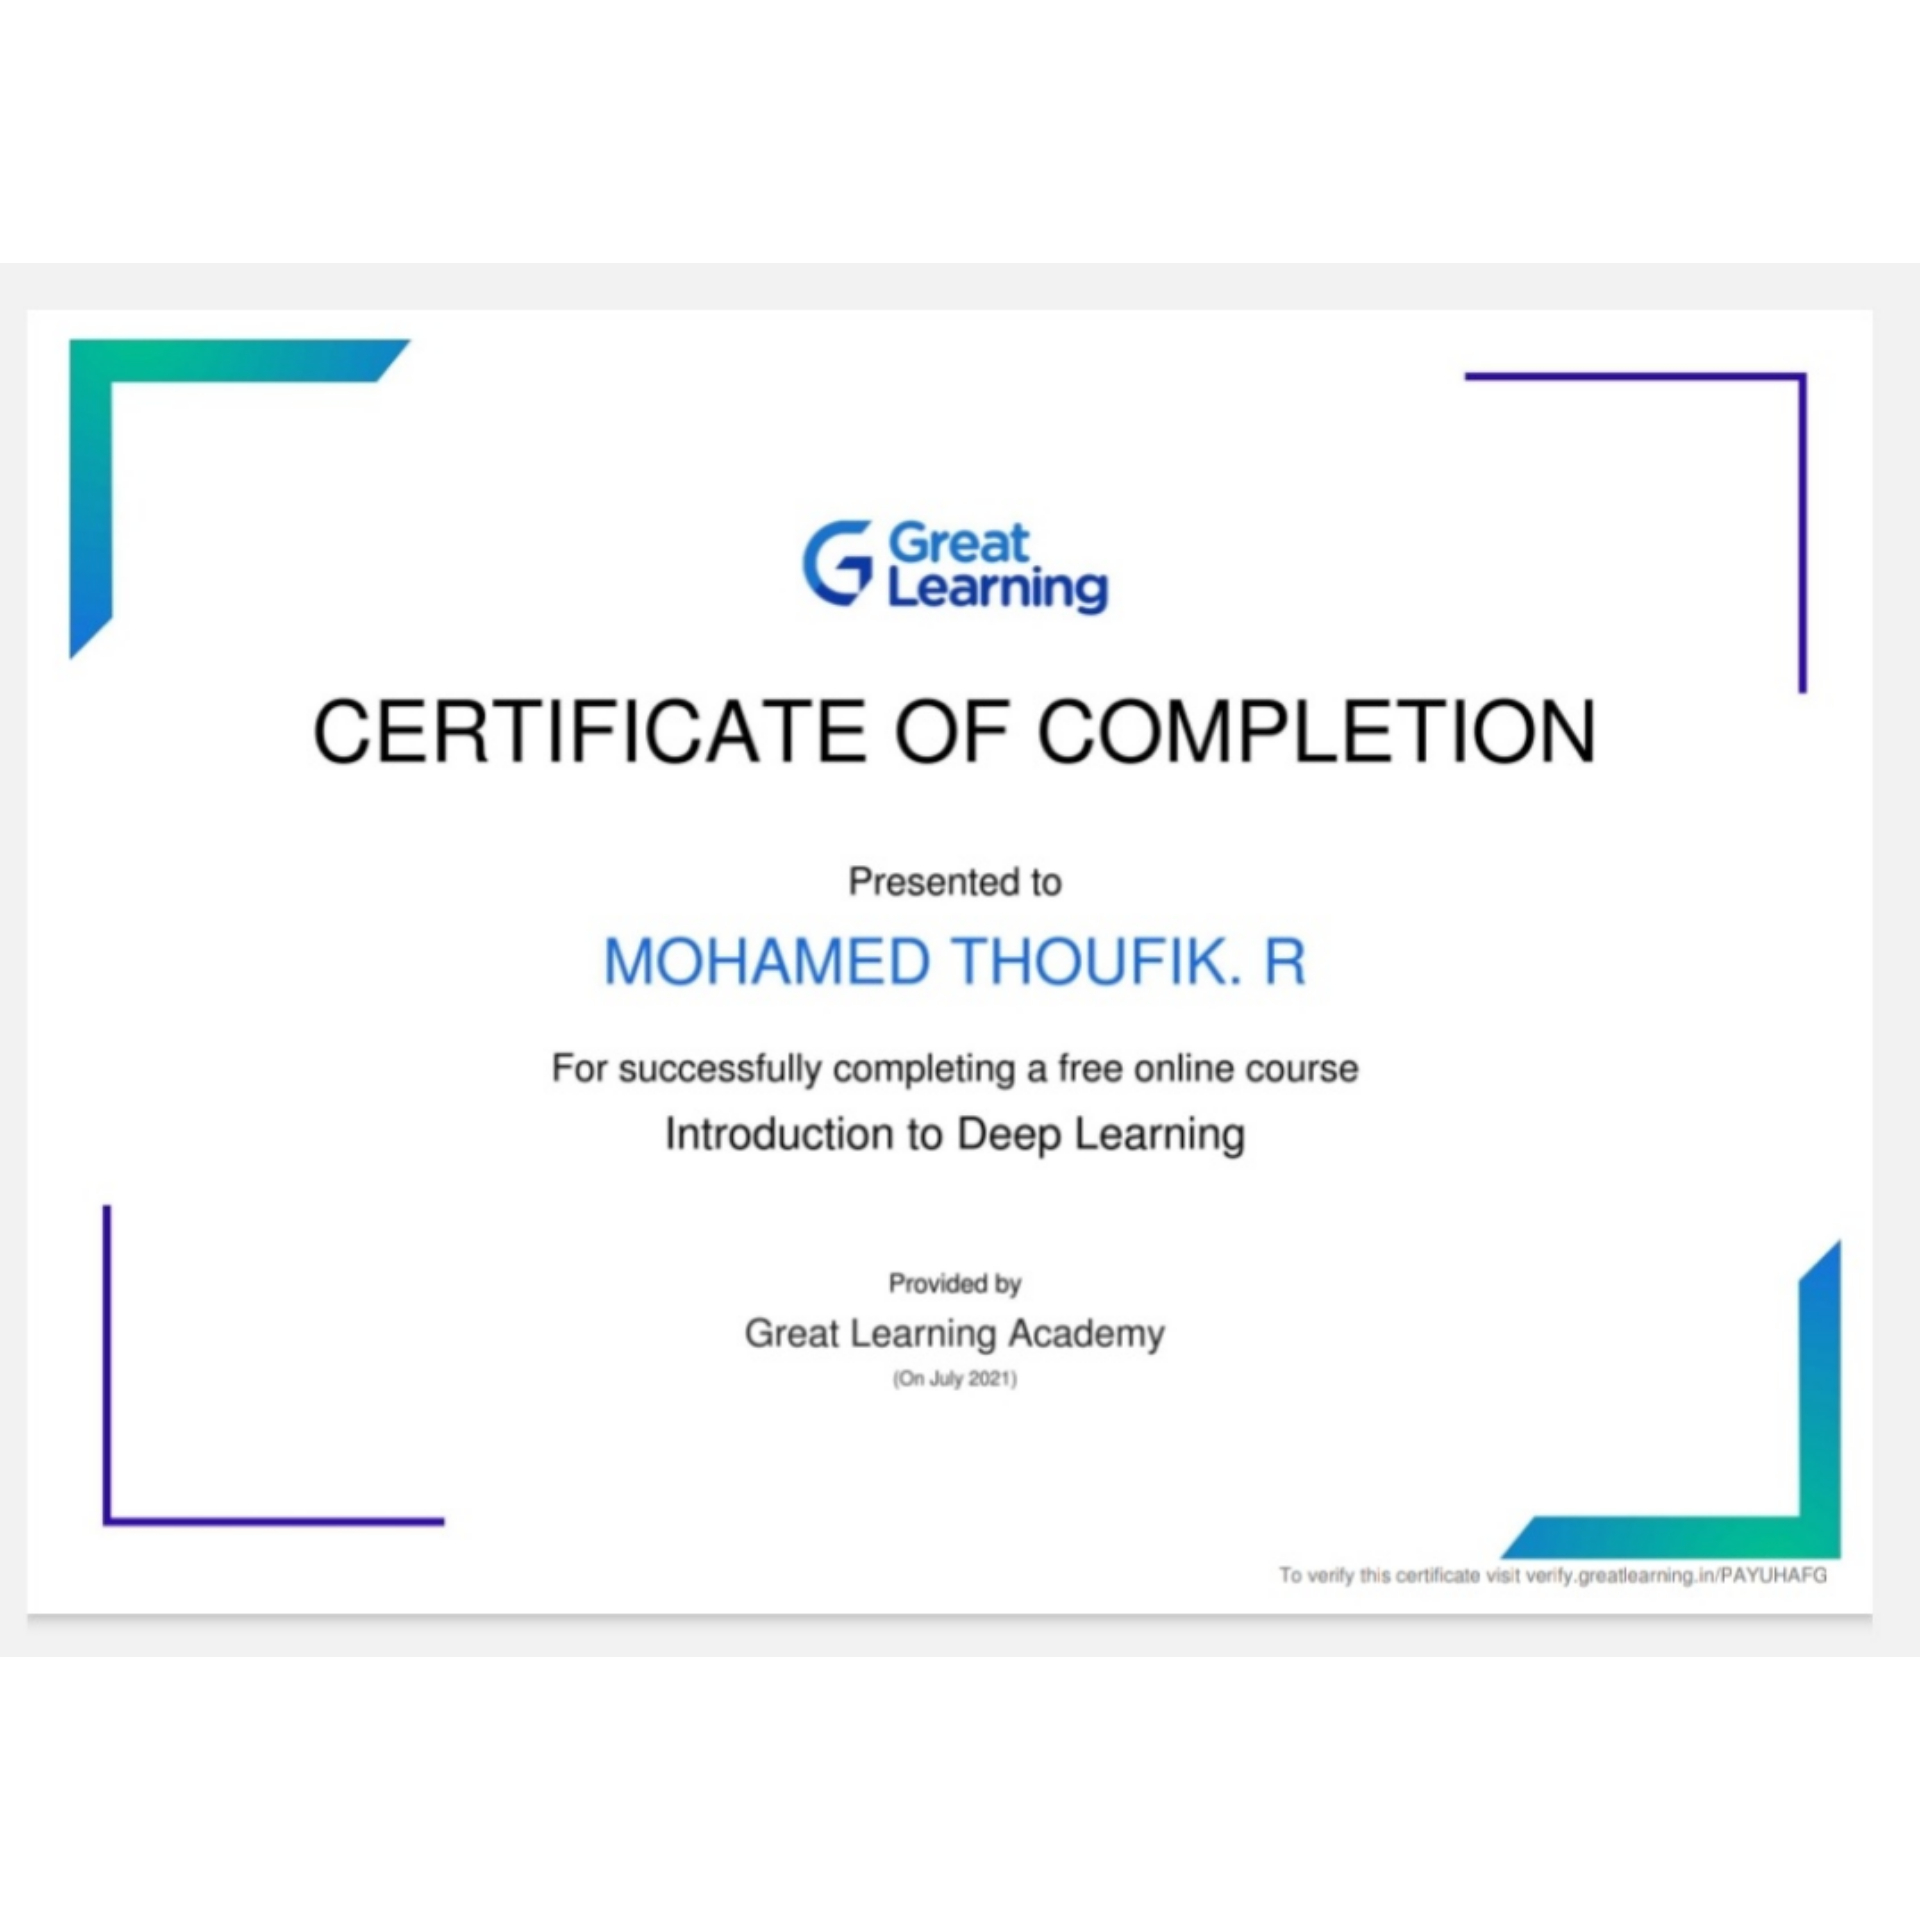 Great
Learning
CERTIFICATE OF COMPLETION
Presented to
MOHAMED THOUFIK. R
For successfully completing a free online course
Introduction to Deep Learning
Provided by
Great Learning Academy
(On July 2021)
To verify this certificate visit verify.greatlearning.in/PAYUHAFG